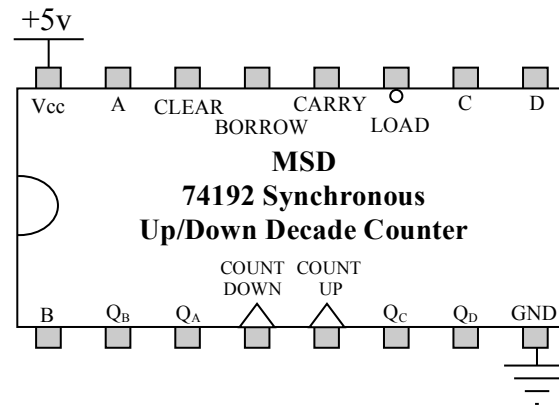 +5v
Vcc A CLEAR BORROW CARRY LOAD C D
MSD
74192 Synchronous
Up/Down Decade Counter
COUNT DOWN COUNT UP
B QB QA QC QD GND